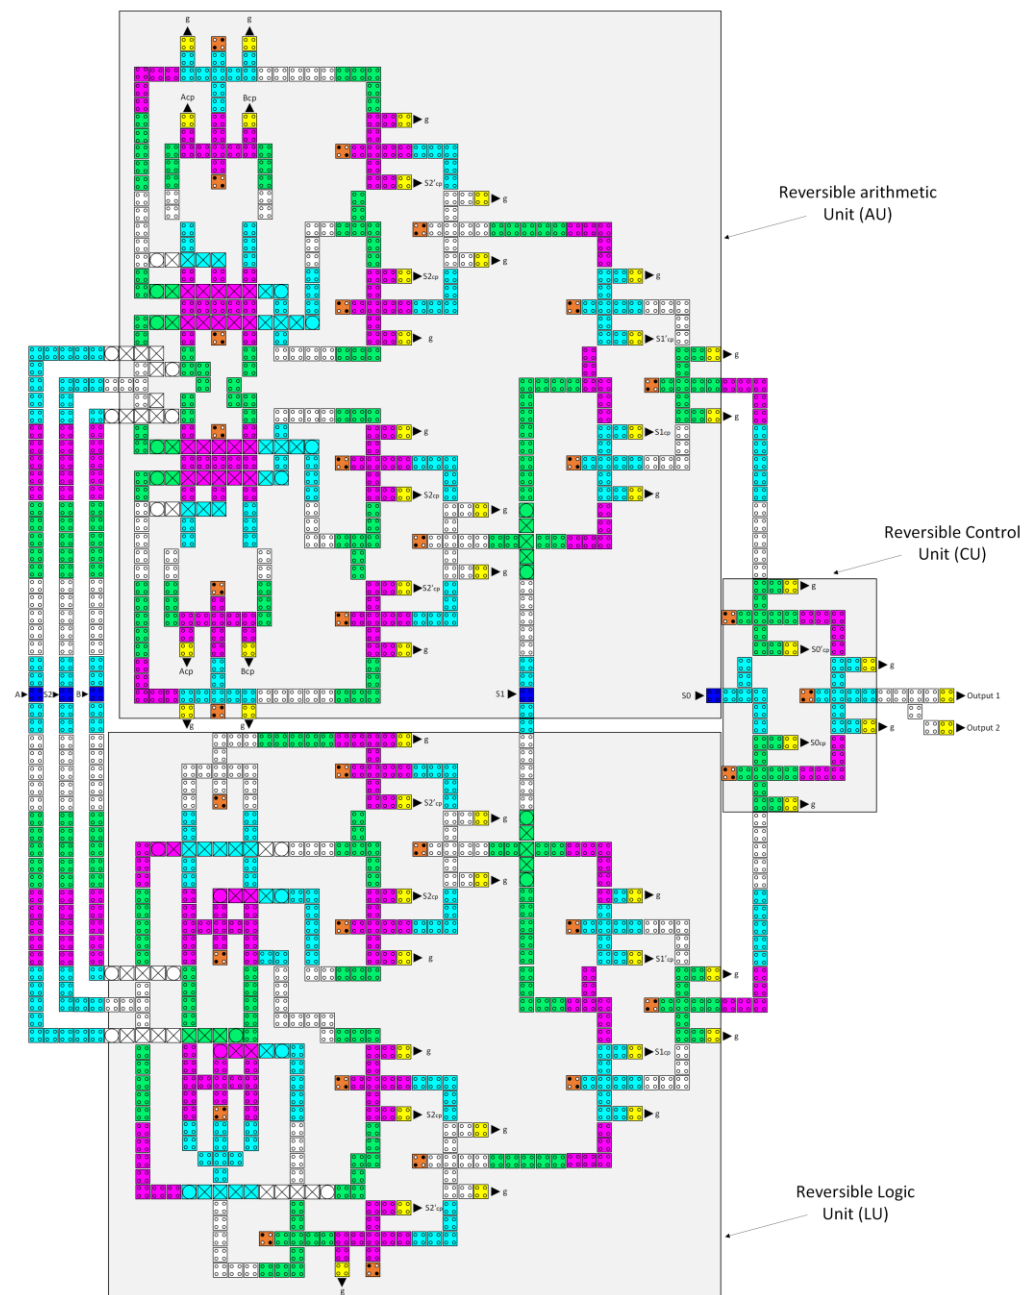 g g
Acp Bcp
g
S2'cp
g
Reversible arithmetic
Unit (AU)
g
S2cp
g
S1'cp
g
g
g
S1cp
g
S2cp
g
g
Reversible Control
Unit (CU)
g
S2'cp
g
S0'cp
g
Acp Bcp
g
A S2 B S1 S0 Output 1
g g
g Output 2
g
S0cp
S2'cp
g
g
g
S2cp
g
g
S1'cp
g
g
g
S1cp
S2cp
g
g
g
Reversible Logic
Unit (LU)
S2'cp
g